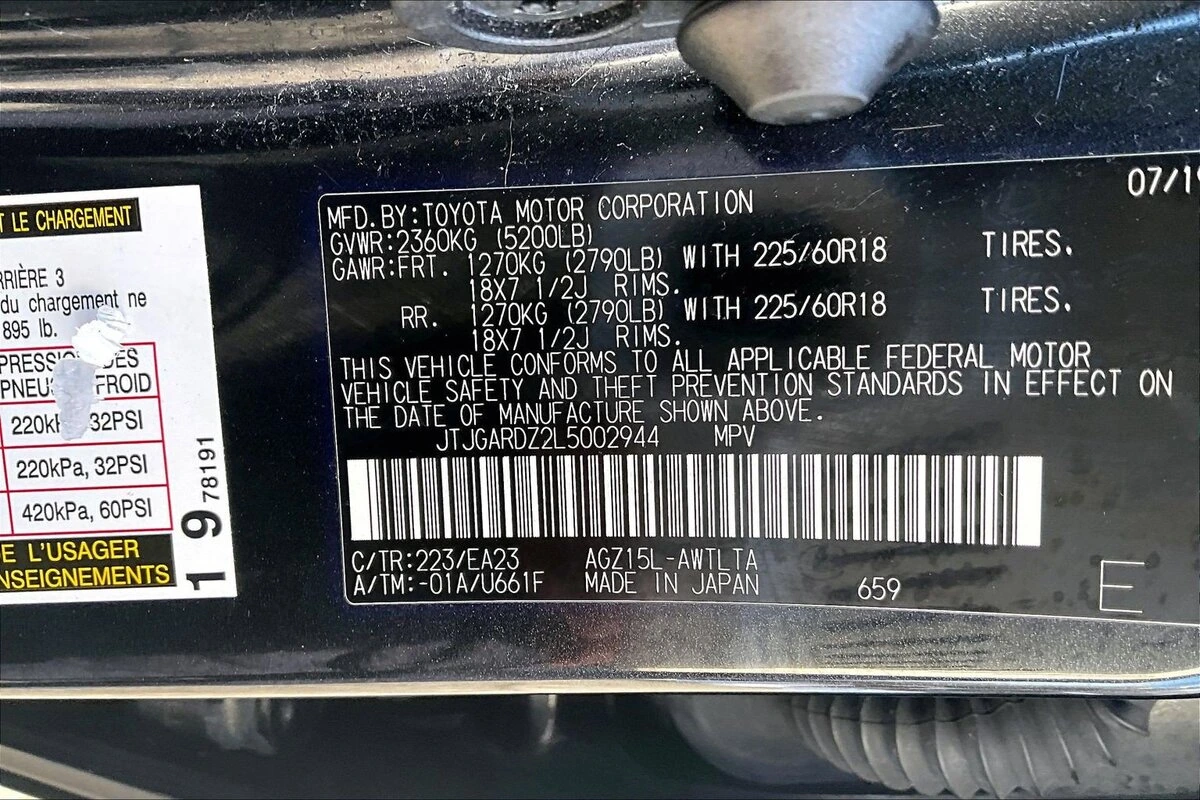 T LE CHARGEMENT
RRIÈRE 3
du chargement ne
895 lb.
PRESSION DES
PNEUS FROID
220kPa 32PSI
220kPa, 32PSI
420kPa, 60PSI
E L'USAGER
NSEIGNEMENTS
1 9 78191
07/19
MFD.BY:TOYOTA MOTOR CORPORATION
GVWR:2360KG (5200LB)
GAWR:FRT. 1270KG (2790LB) WITH 225/60R18 TIRES.
18X7 1/2J RIMS.
RR. 1270KG (2790LB) WITH 225/60R18 TIRES.
18X7 1/2J RIMS.
THIS VEHICLE CONFORMS TO ALL APPLICABLE FEDERAL MOTOR
VEHICLE SAFETY AND THEFT PREVENTION STANDARDS IN EFFECT ON
THE DATE OF MANUFACTURE SHOWN ABOVE.
JTJGARDZ2L5002944 MPV
C/TR:223/EA23 AGZ15L-AWTLTA
A/TM:-01A/U661F MADE IN JAPAN 659 E